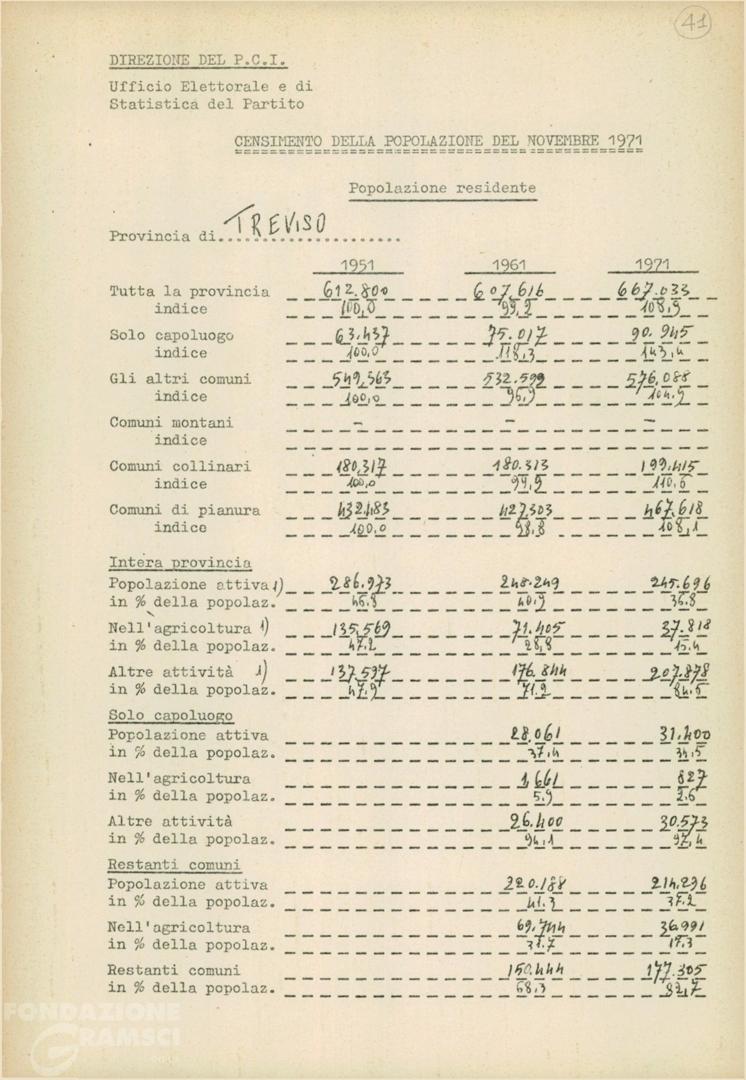 41
DIREZIONE DEL P.C.I.
Ufficio Elettorale e di
Statistica del Partito
CENSIMENTO DELLA POPOLAZIONE DEL NOVEMBRE 1971
Popolazione residente
Provincia di TREVISO
1951 1961 1971
Tutta la provincia 612.800 607.616 667.033
indice 100,0 99,2 108,9
Solo capoluogo 63.437 75.017 90.945
indice 100,0 118,3 143,4
Gli altri comuni 549,363 532.599 576,088
indice 100,0 96,9 104,9
Comuni montani - - -
indice
Comuni collinari 180,317 180.313 199.415
indice 100,0 99,9 110,6
Comuni di pianura 432.483 427,303 467,618
indice 100.0 98,8 108,1
Intera provincia
Popolazione attiva 1) 286.973 248.249 245.696
in % della popolaz. 46.8 40,9 36.8
Nell'agricoltura 1) 135,569 71.405 37.818
in % della popolaz. 47.2 28,8 15.4
Altre attività 1) 137.597 176.844 207.878
in % della popolaz. 47,9 71.2 84.6
Solo capoluogo
Popolazione attiva 28.061 31.400
in % della popolaz. 37,4 34,5
Nell'agricoltura 1,661 827
in % della popolaz. 5,9 2.6
Altre attività 26.400 30.573
in % della popolaz. 94,1 97,4
Restanti comuni
Popolazione attiva 220.188 214,296
in % della popolaz. 41.3 37.2
Nell'agricoltura 69.744 36.991
in % della popolaz. 31.7 17.3
Restanti comuni 150.444 177.305
in % della popolaz. 68,3 82,7
FONDAZIONE
GRAMSCI